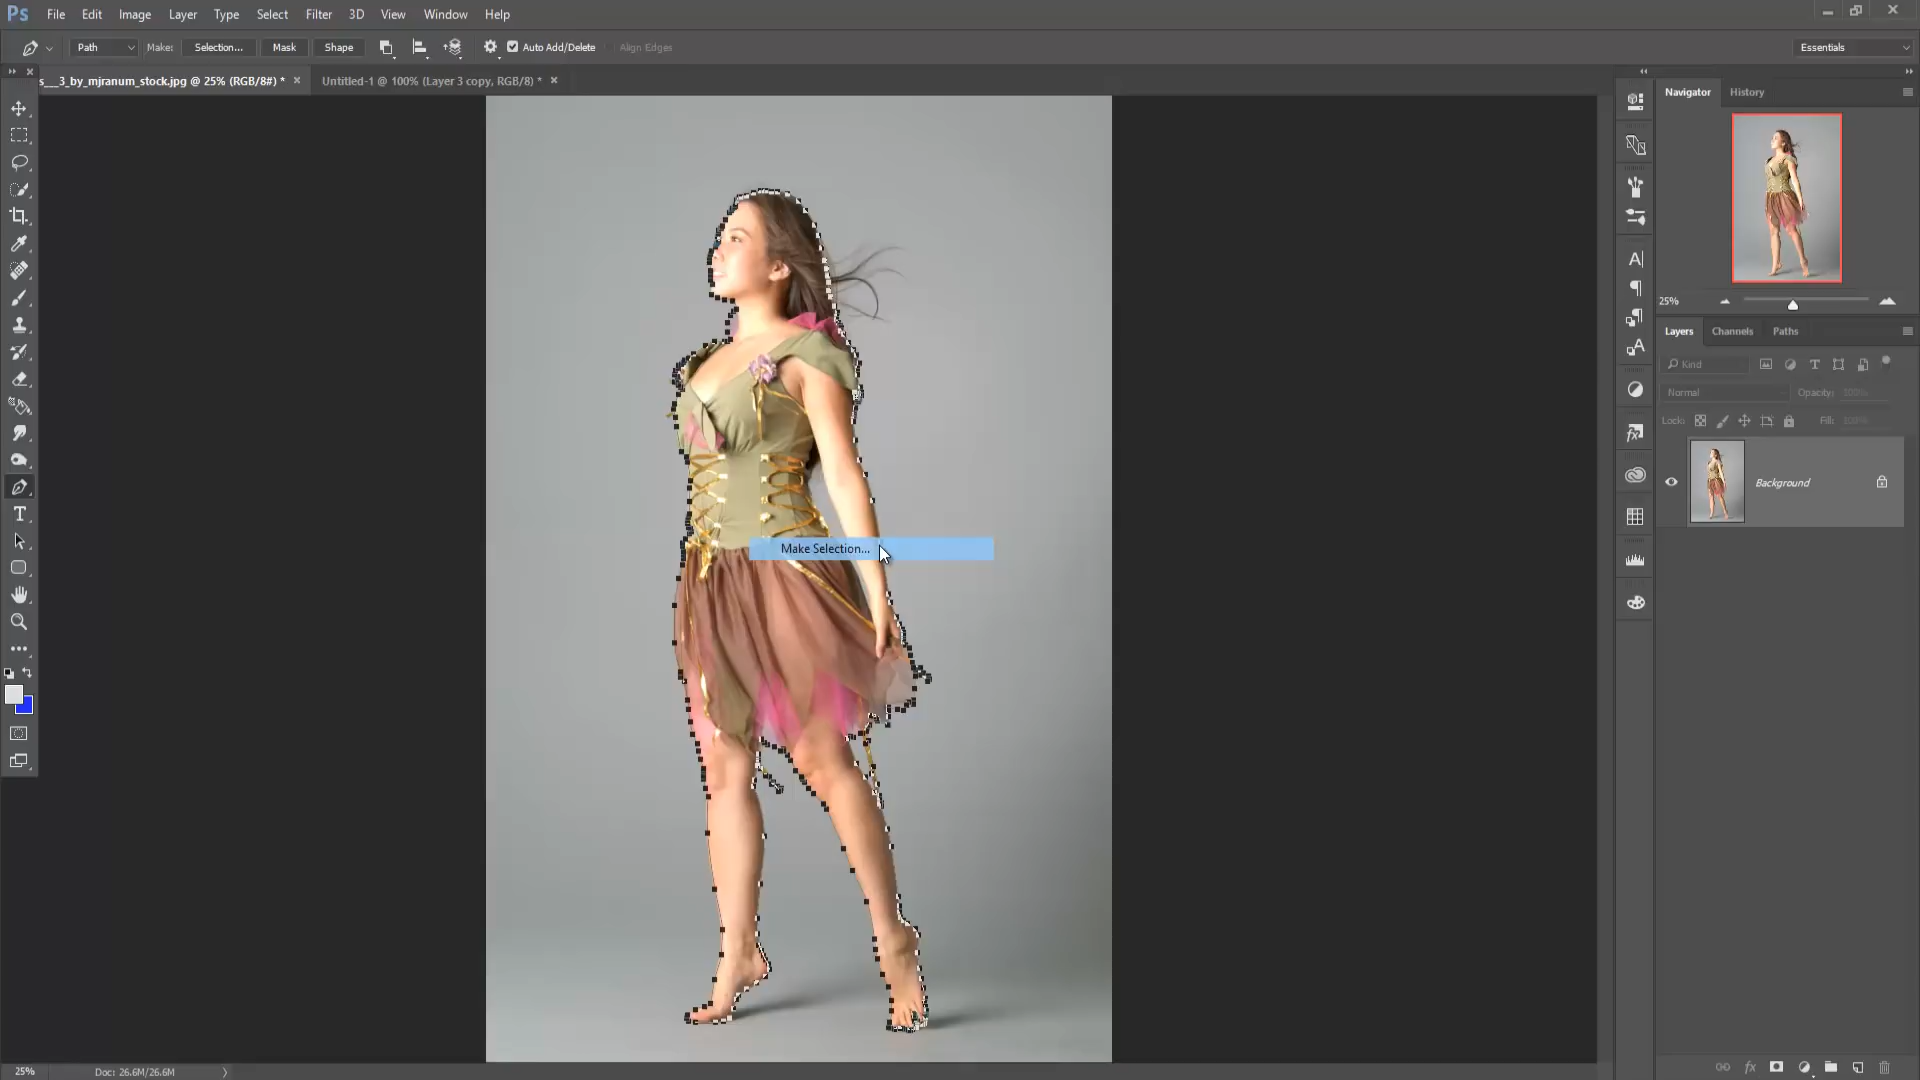 Ps File Edit Image Layer Type Select Filter 3D View Window Help
Path Make: Selection... Mask Shape Auto Add/Delete Align Edges Essentials
s__3_by_mjranum_stock.jpg @ 25% (RGB/8#) * Untitled-1 @ 100% (Layer 3 copy, RGB/8) *
Navigator History
25%
Layers Channels Paths
Kind
Normal Opacity: 100%
Lock: Fill: 100%
Background
Make Selection...
25% Doc: 26.6M/26.6M